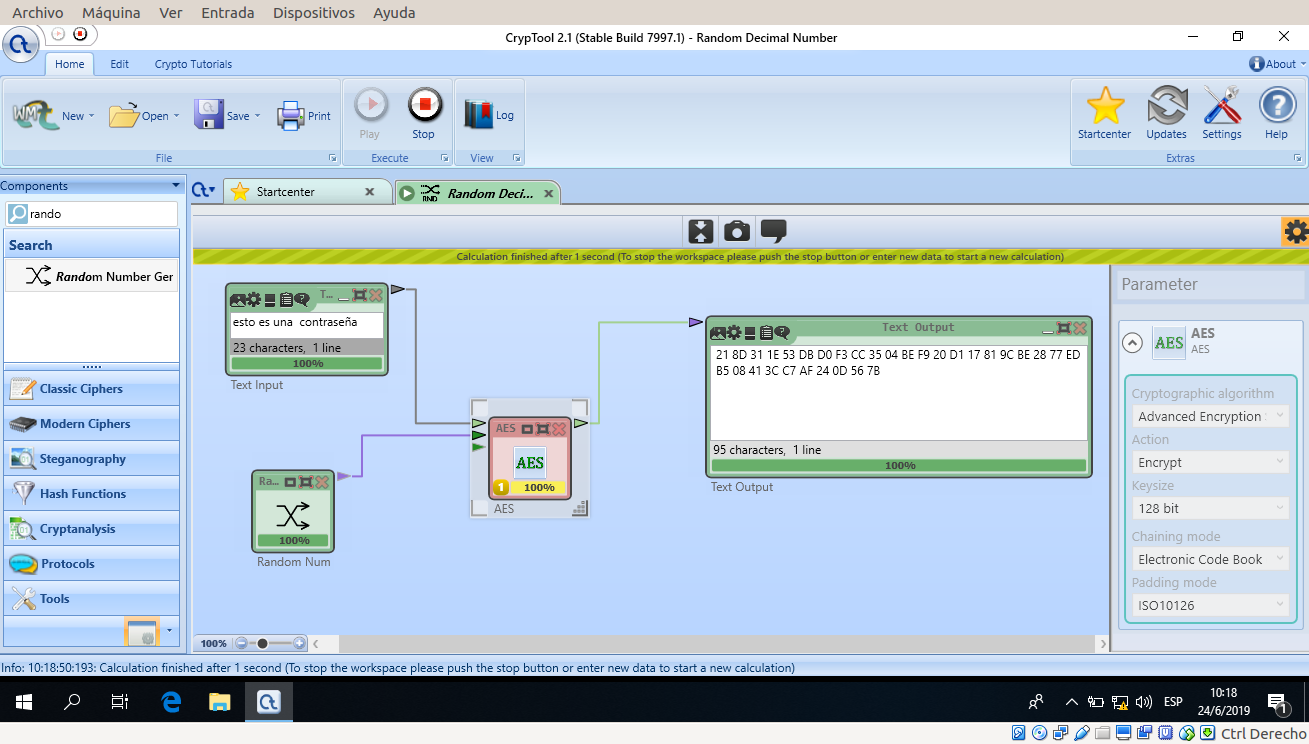 Archivo Máquina Ver Entrada Dispositivos Ayuda
CrypTool 2.1 (Stable Build 7997.1) - Random Decimal Number
Home Edit Crypto Tutorials
About
New Open Save Print
Play Stop
Log
Startcenter Updates Settings Help
File Execute View Extras
Components
rando
Search
Random Number Ger
Classic Ciphers
Modern Ciphers
Steganography
Hash Functions
Cryptanalysis
Protocols
Tools
Startcenter
RND Random Deci...
Calculation finished after 1 second (To stop the workspace please push the stop button or enter new data to start a new calculation)
T...
esto es una  contraseña
23 characters,  1 line
100%
Text Input
Ra...
100%
Random Num
AES
AES
1 100%
AES
Text Output
21 8D 31 1E 53 DB D0 F3 CC 35 04 BE F9 20 D1 17 81 9C BE 28 77 ED
B5 08 41 3C C7 AF 24 0D 56 7B
95 characters,  1 line
100%
Text Output
Parameter
AES AES
AES
Cryptographic algorithm
Advanced Encryption
Action
Encrypt
Keysize
128 bit
Chaining mode
Electronic Code Book
Padding mode
ISO10126
100%
Info: 10:18:50:193: Calculation finished after 1 second (To stop the workspace please push the stop button or enter new data to start a new calculation)
ESP
10:18
24/6/2019
1
Ctrl Derecho